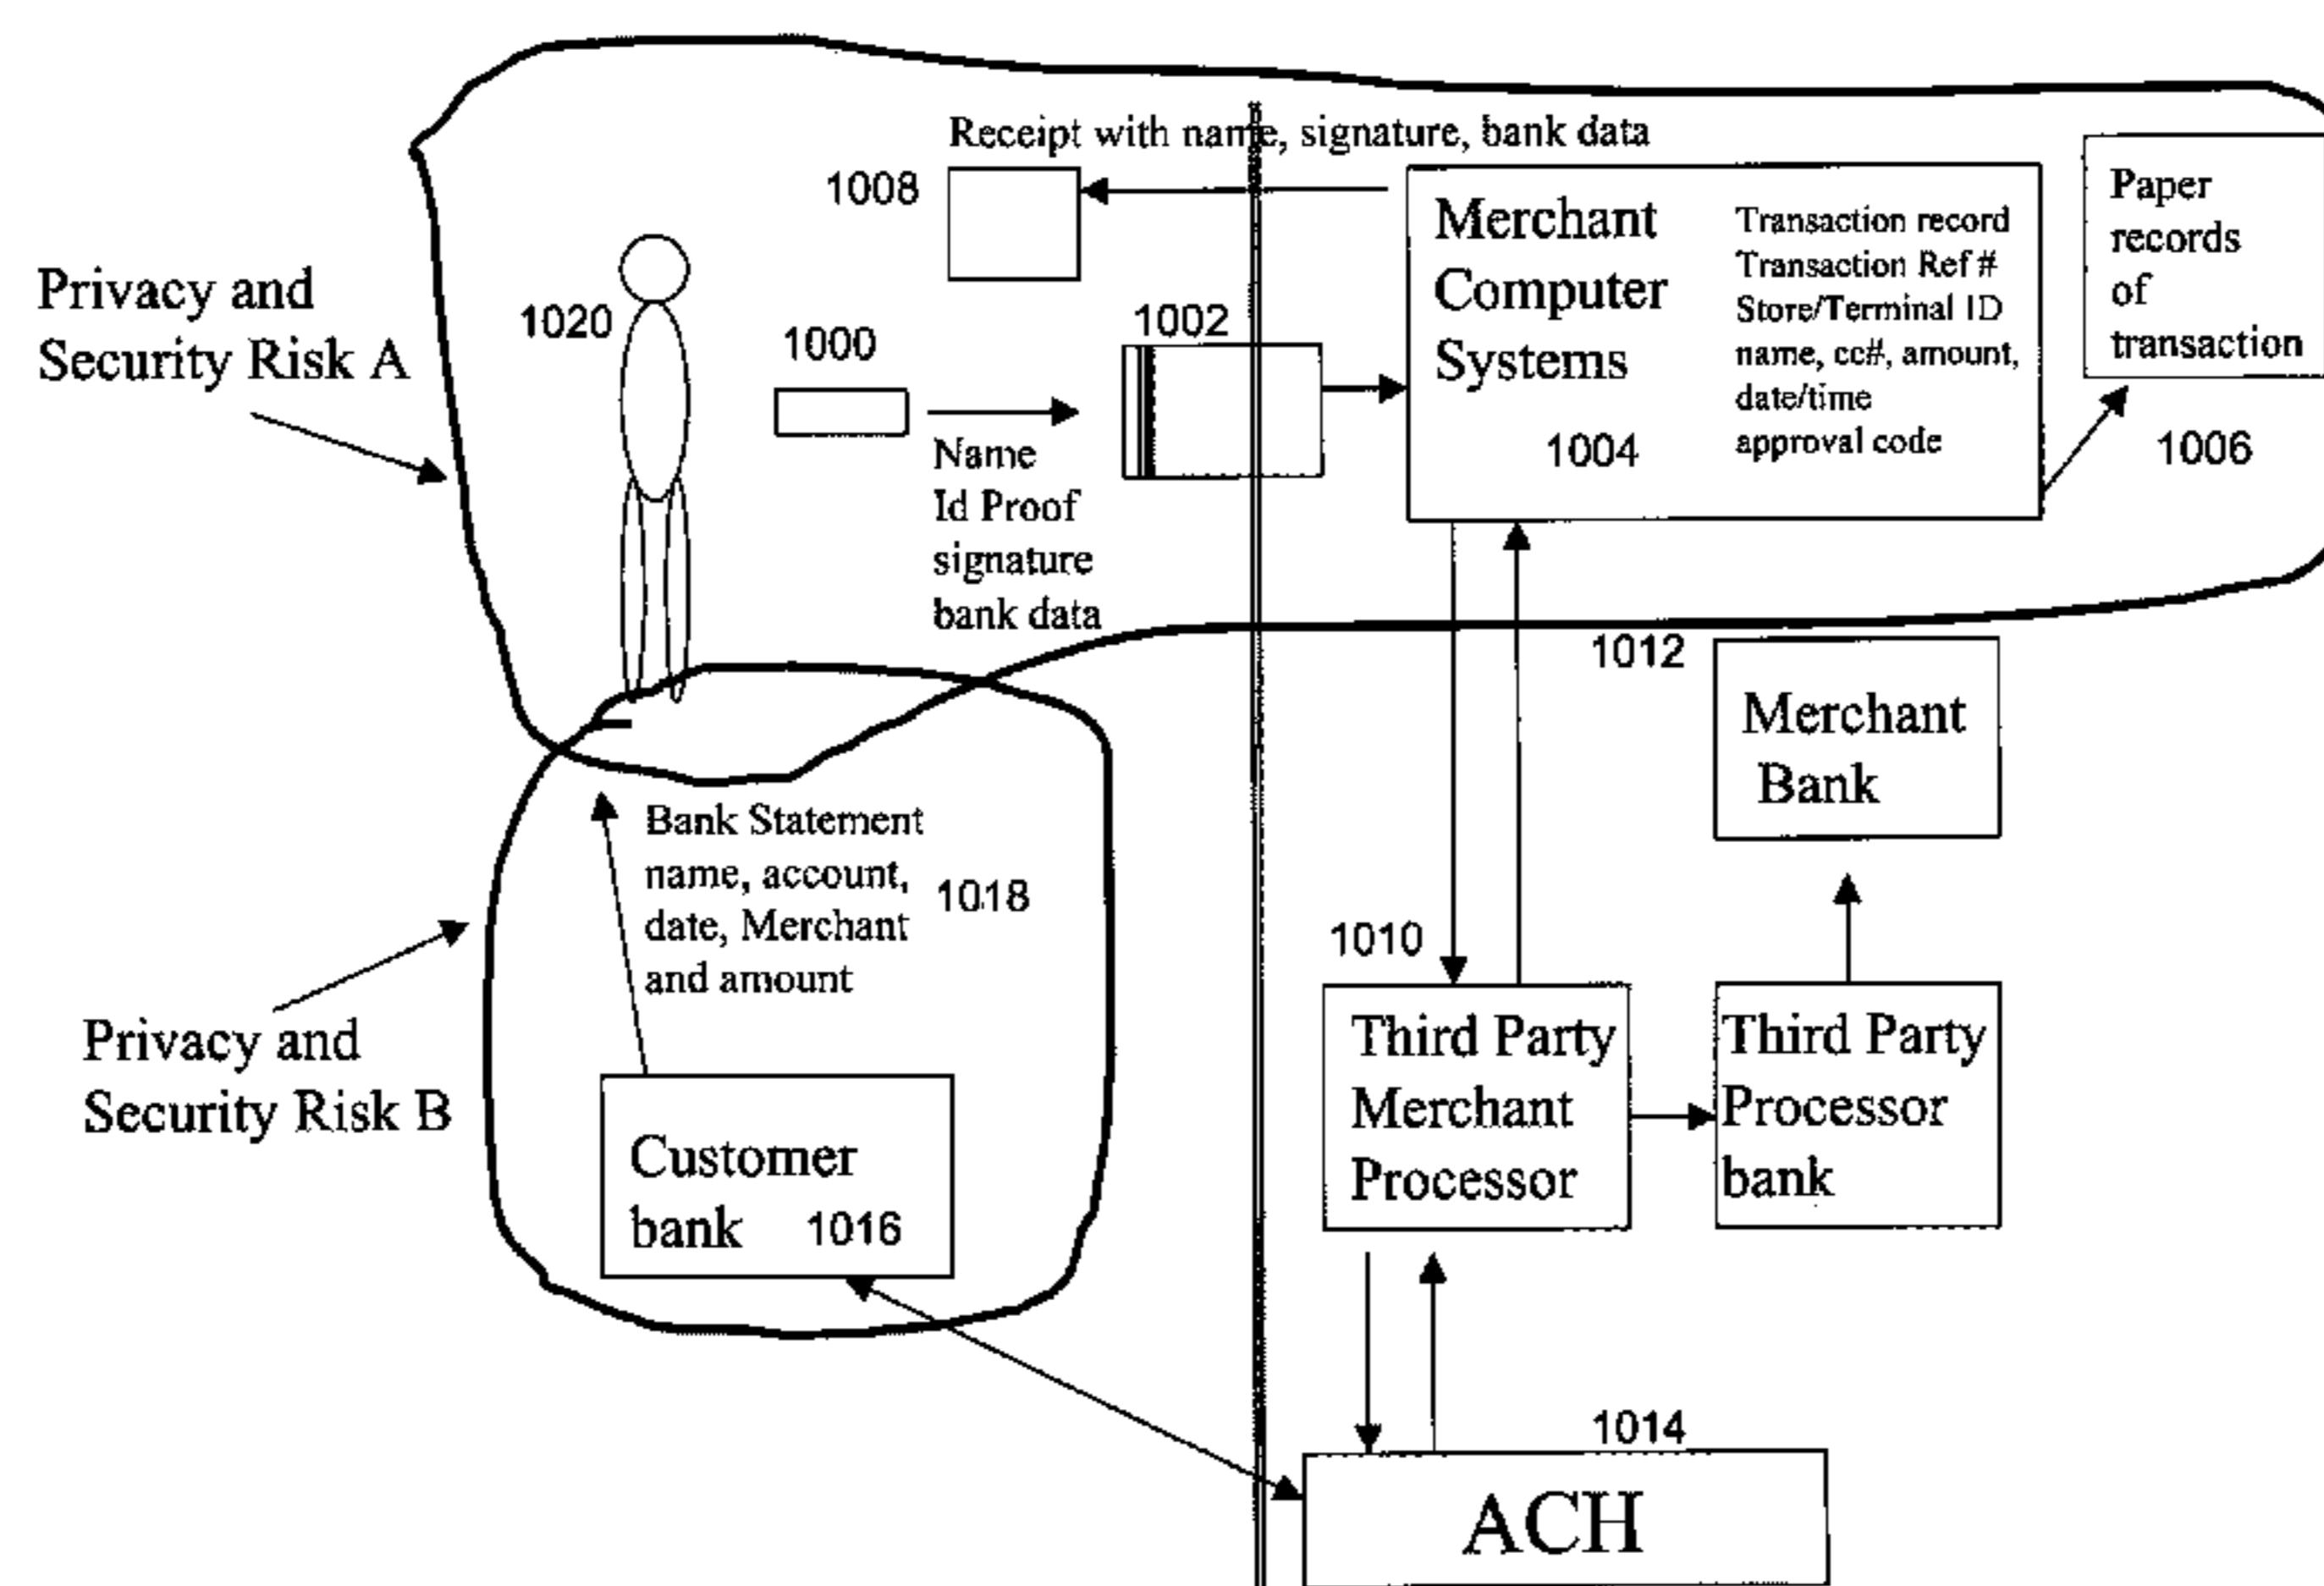 Receipt with name, signature, bank data
1008
Merchant
Computer
Systems
1004
Transaction record
Transaction Ref #
Store/Terminal ID
name, cc#, amount,
date/time
approval code
Paper
records
of
transaction
1006
Privacy and
Security Risk A
1020
1000
1002
Name
Id Proof
signature
bank data
1012
Merchant
Bank
Bank Statement
name, account,
date, Merchant
and amount
1018
1010
Third Party
Merchant
Processor
Third Party
Processor
bank
Privacy and
Security Risk B
Customer
bank 1016
1014
ACH